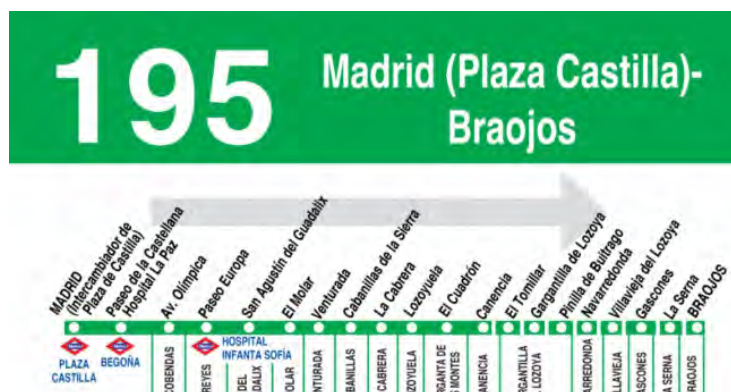 195
Madrid (Plaza Castilla)-
Braojos
MADRID
(Intercambiador de
Plaza de Castilla)
Paseo de la Castellana
Hospital La Paz
Av. Olímpica
Paseo Europa
San Agustín del Guadalix
El Molar
Venturada
Cabanillas de la Sierra
La Cabrera
Lozoyuela
El Cuadrón
Canencia
El Tomillar
Gargantilla de Lozoya
Pinilla de Buitrago
Navarredonda
Villavieja del Lozoya
Gascones
La Serna
BRAOJOS
PLAZA
CASTILLA
BEGOÑA
HOSPITAL
INFANTA SOFÍA